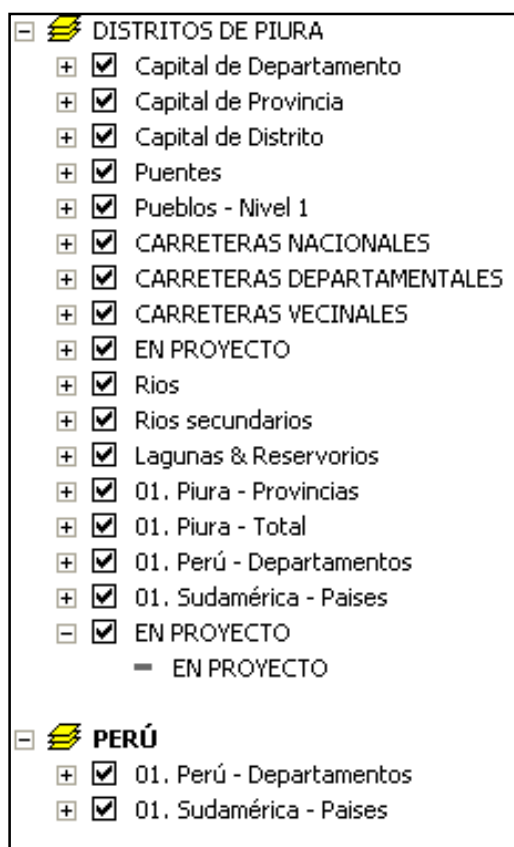 DISTRITOS DE PIURA
Capital de Departamento
Capital de Provincia
Capital de Distrito
Puentes
Pueblos - Nivel 1
CARRETERAS NACIONALES
CARRETERAS DEPARTAMENTALES
CARRETERAS VECINALES
EN PROYECTO
Rios
Rios secundarios
Lagunas & Reservorios
01. Piura - Provincias
01. Piura - Total
01. Perú - Departamentos
01. Sudamérica - Paises
EN PROYECTO
EN PROYECTO
PERÚ
01. Perú - Departamentos
01. Sudamérica - Paises